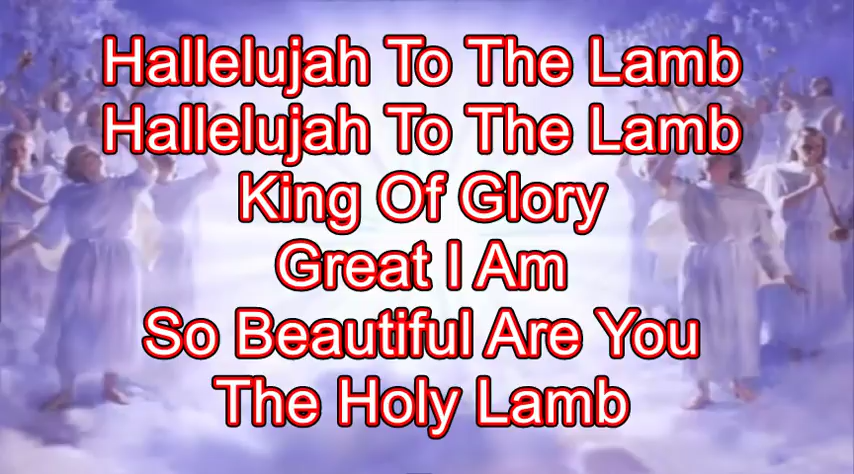 Hallelujah To The Lamb
Hallelujah To The Lamb
King Of Glory
Great I Am
So Beautiful Are You
The Holy Lamb